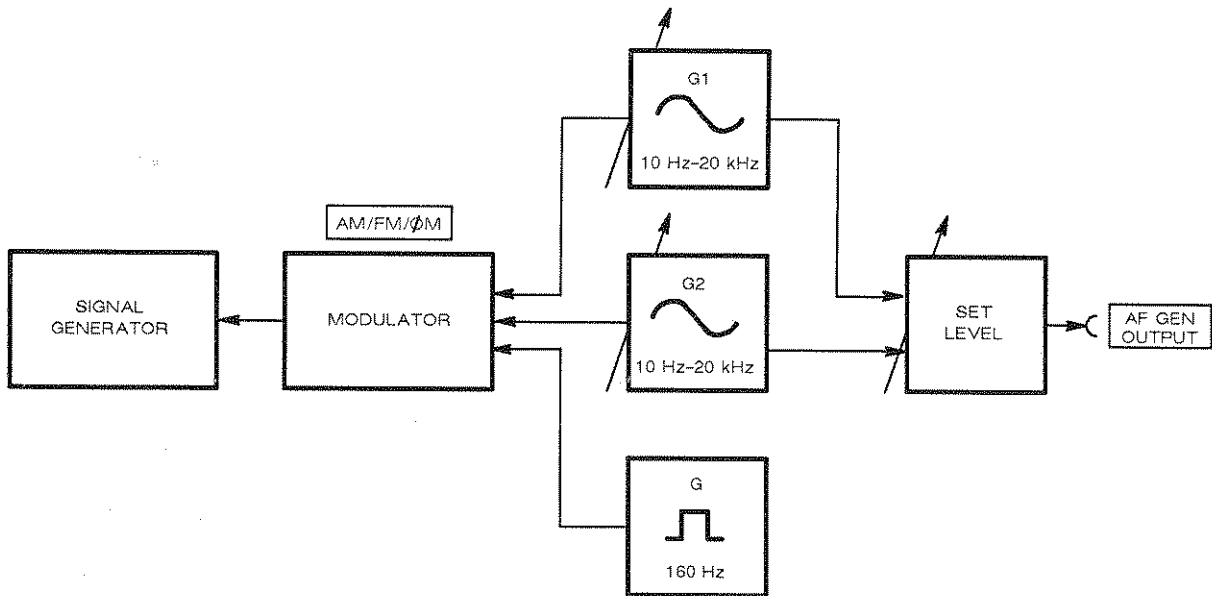 G1
10 Hz–20 kHz
AM/FM/ØM
SIGNAL
GENERATOR
MODULATOR
G2
10 Hz–20 kHz
SET
LEVEL
AF GEN
OUTPUT
G
160 Hz